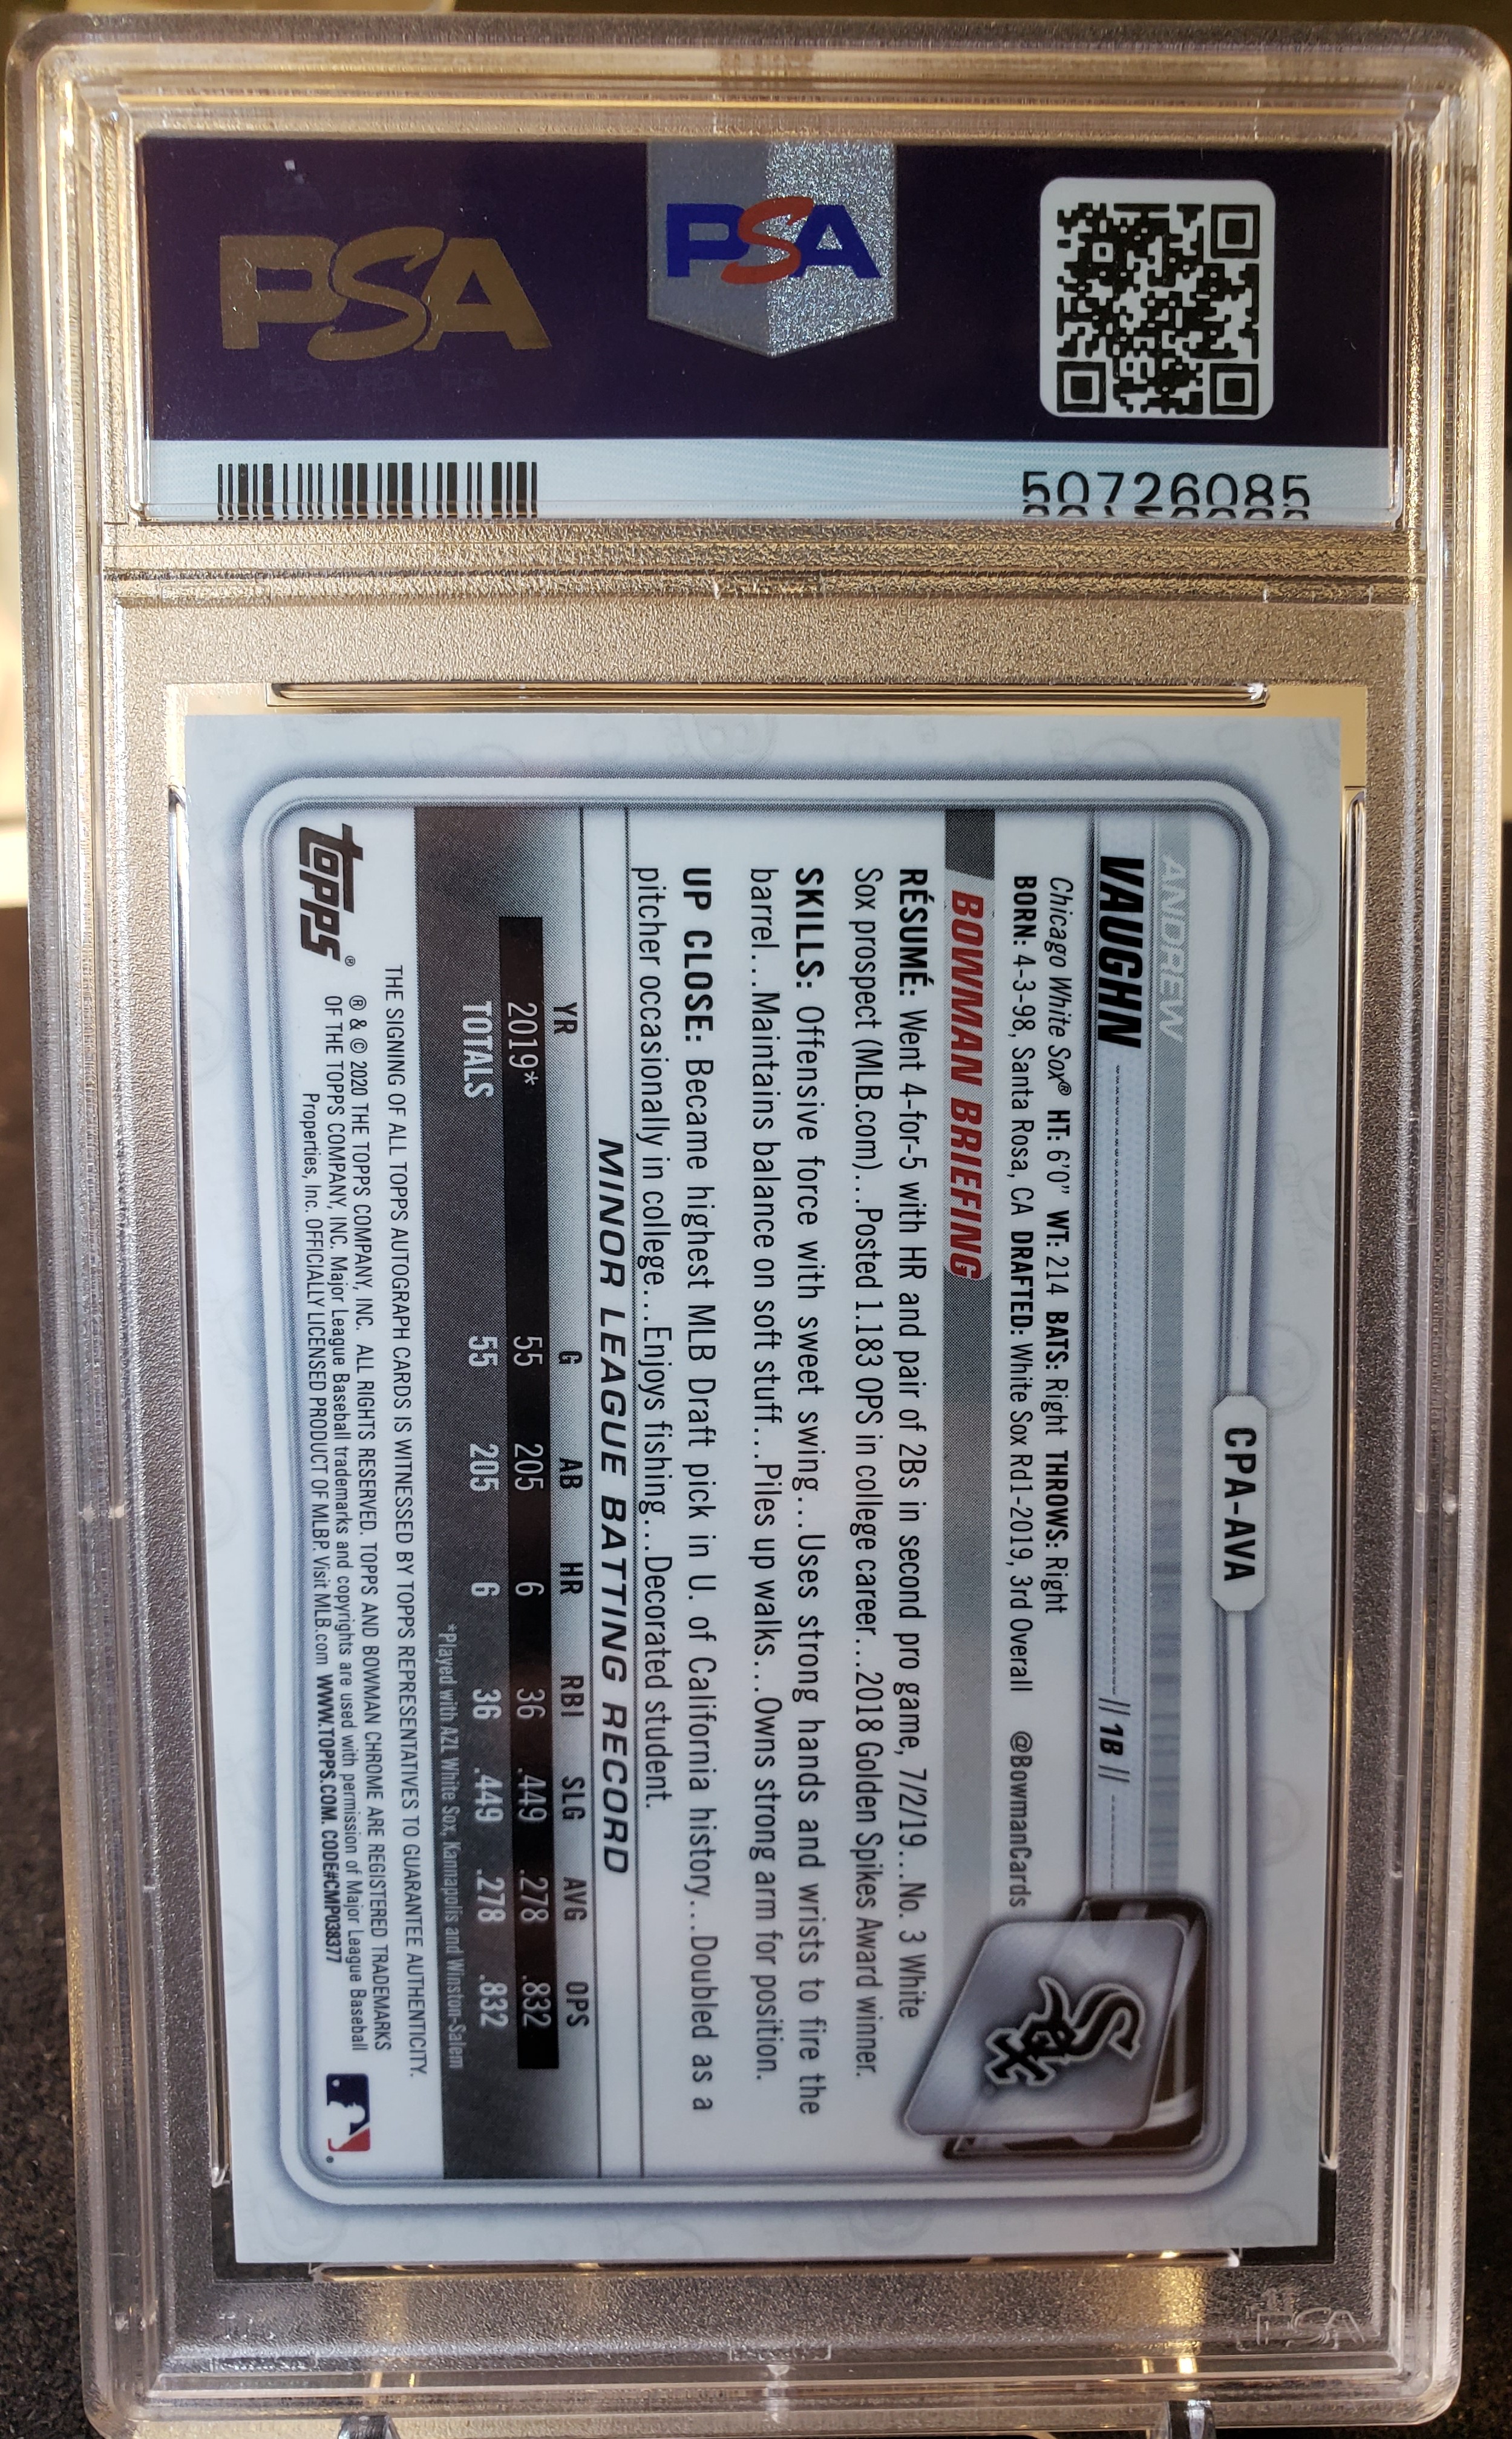 PSA
PSA
50726085
CPA-AVA
ANDREW
VAUGHN
// 1B //
Chicago White Sox® HT: 6'0" WT: 214 BATS: Right THROWS: Right
BORN: 4-3-98, Santa Rosa, CA DRAFTED: White Sox Rd1-2019, 3rd Overall @BowmanCards
BOWMAN BRIEFING
RÉSUMÉ: Went 4-for-5 with HR and pair of 2Bs in second pro game, 7/2/19...No. 3 White
Sox prospect (MLB.com)...Posted 1.183 OPS in college career...2018 Golden Spikes Award winner.
SKILLS: Offensive force with sweet swing...Uses strong hands and wrists to fire the
barrel...Maintains balance on soft stuff...Piles up walks...Owns strong arm for position.
UP CLOSE: Became highest MLB Draft pick in U. of California history...Doubled as a
pitcher occasionally in college...Enjoys fishing...Decorated student.
MINOR LEAGUE BATTING RECORD
YR G AB HR RBI SLG AVG OPS
2019* 55 205 6 36 .449 .278 .832
TOTALS 55 205 6 36 .449 .278 .832
*Played with AZL White Sox, Kannapolis and Winston-Salem
THE SIGNING OF ALL TOPPS AUTOGRAPH CARDS IS WITNESSED BY TOPPS REPRESENTATIVES TO GUARANTEE AUTHENTICITY.
topps®
® & © 2020 THE TOPPS COMPANY, INC. ALL RIGHTS RESERVED. TOPPS AND BOWMAN CHROME ARE REGISTERED TRADEMARKS
OF THE TOPPS COMPANY, INC. Major League Baseball trademarks and copyrights are used with permission of Major League Baseball
Properties, Inc. OFFICIALLY LICENSED PRODUCT OF MLBP. Visit MLB.com WWW.TOPPS.COM. CODE#CMP038377
Sox
PSA